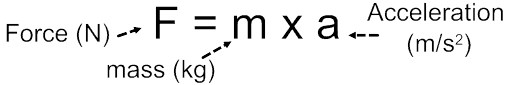 Force (N)
F = m x a
Acceleration
(m/s²)
mass (kg)